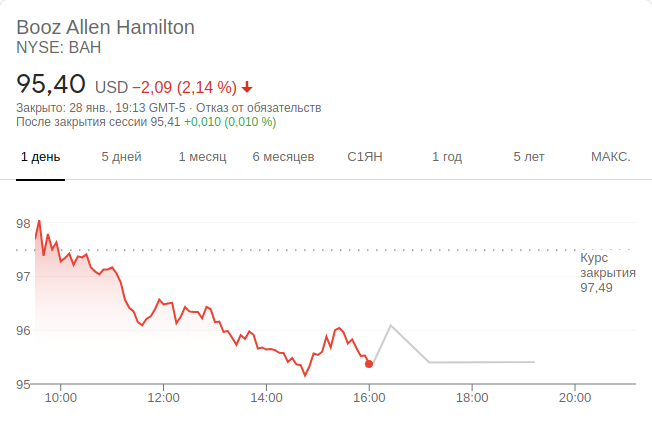 Booz Allen Hamilton
NYSE: BAH
95,40 USD −2,09 (2,14 %)
Закрыто: 28 янв., 19:13 GMT-5 · Отказ от обязательств
После закрытия сессии 95,41 +0,010 (0,010 %)
1 день 5 дней 1 месяц 6 месяцев С1ЯН 1 год 5 лет МАКС.
98
Курс
закрытия
97,49
97
96
95
10:00 12:00 14:00 16:00 18:00 20:00